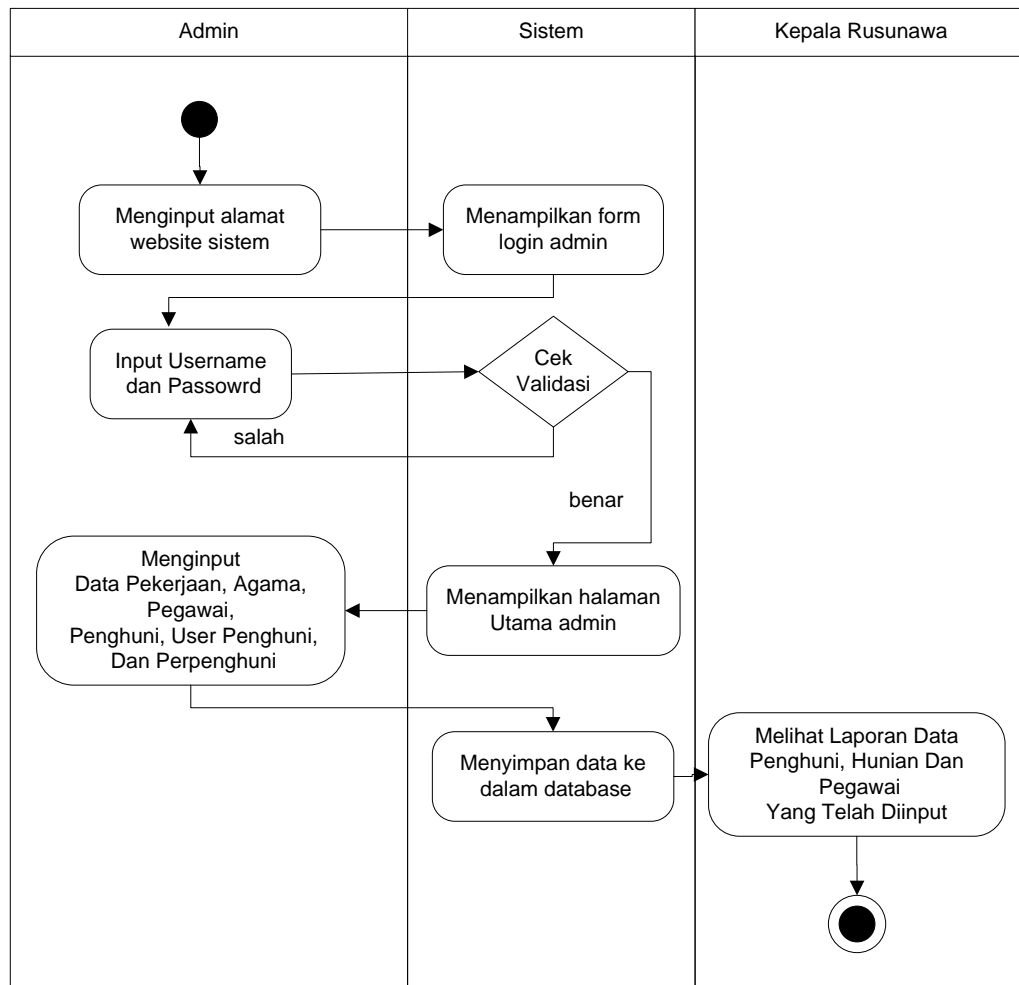 Admin
Sistem
Kepala Rusunawa
Menginput alamat
website sistem
Menampilkan form
login admin
Input Username
dan Passowrd
Cek
Validasi
salah
benar
Menginput
Data Pekerjaan, Agama,
Pegawai,
Penghuni, User Penghuni,
Dan Perpenghuni
Menampilkan halaman
Utama admin
Menyimpan data ke
dalam database
Melihat Laporan Data
Penghuni, Hunian Dan
Pegawai
Yang Telah Diinput